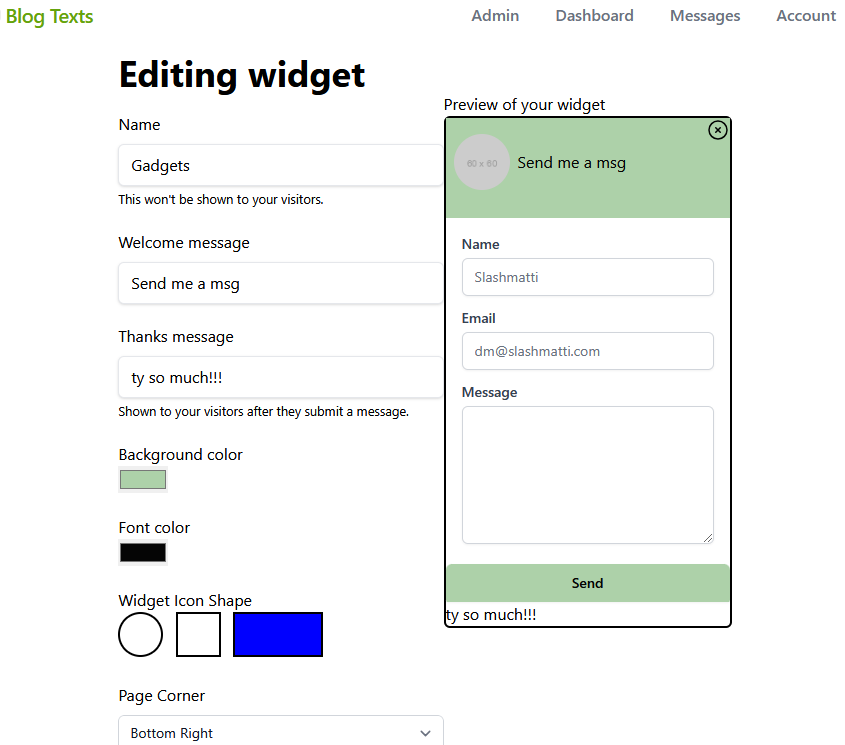 Blog Texts
Admin Dashboard Messages Account
Editing widget
Name
Gadgets
This won't be shown to your visitors.
Welcome message
Send me a msg
Thanks message
ty so much!!!
Shown to your visitors after they submit a message.
Background color
Font color
Widget Icon Shape
Page Corner
Bottom Right
Preview of your widget
60 x 60
Send me a msg
Name
Slashmatti
Email
dm@slashmatti.com
Message
Send
ty so much!!!